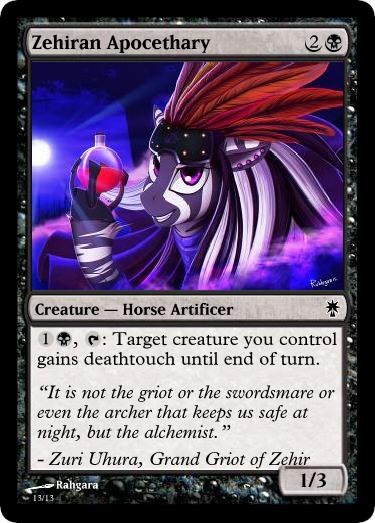 Zehiran Apocethary 2
Rahgara
Creature — Horse Artificer
1 , : Target creature you control
gains deathtouch until end of turn.
“It is not the griot or the swordsmare or
even the archer that keeps us safe at
night, but the alchemist.”
- Zuri Uhura, Grand Griot of Zehir
1/3
Rahgara
13/13